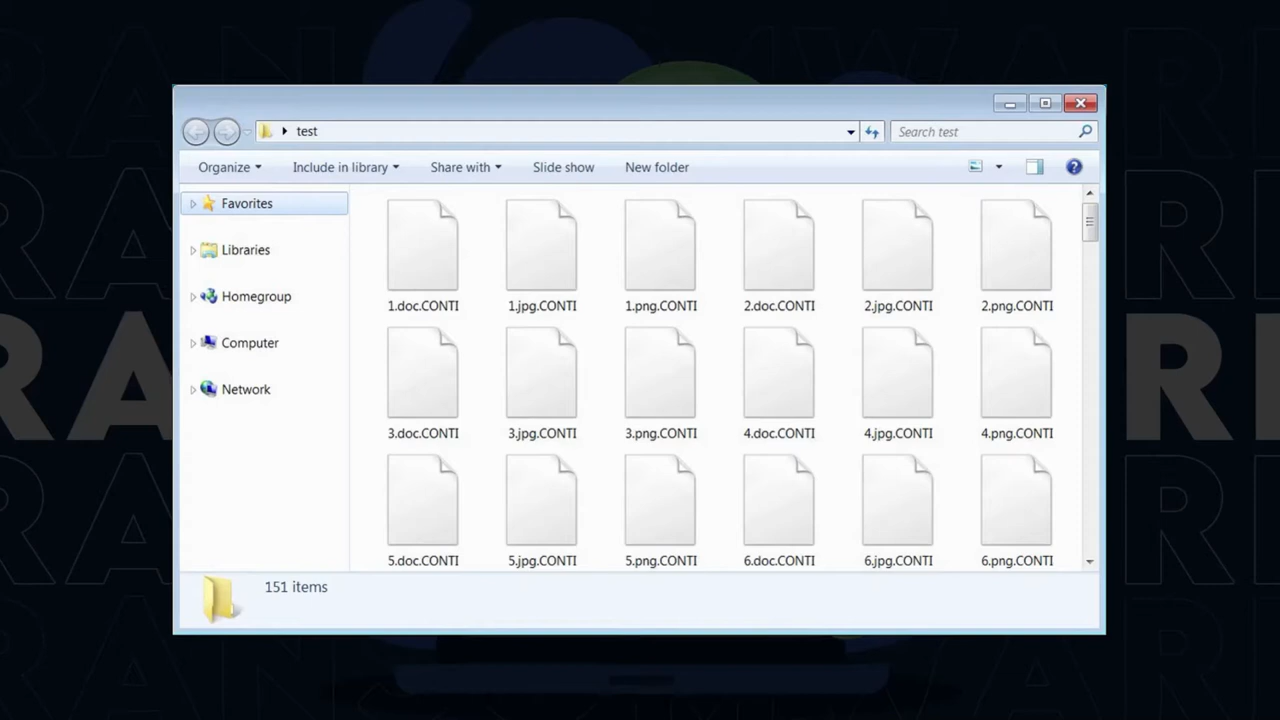 RANSOMWARE
test
Search test
Organize
Include in library
Share with
Slide show
New folder
Favorites
Libraries
Homegroup
Computer
Network
1.doc.CONTI
1.jpg.CONTI
1.png.CONTI
2.doc.CONTI
2.jpg.CONTI
2.png.CONTI
3.doc.CONTI
3.jpg.CONTI
3.png.CONTI
4.doc.CONTI
4.jpg.CONTI
4.png.CONTI
5.doc.CONTI
5.jpg.CONTI
5.png.CONTI
6.doc.CONTI
6.jpg.CONTI
6.png.CONTI
151 items
RA
RE